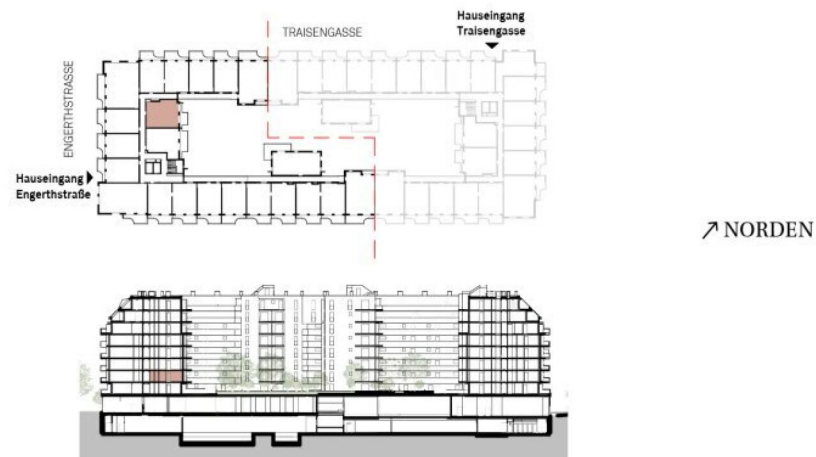 Hauseingang
Traisengasse
TRAISENGASSE
ENGERTHSTRASSE
Hauseingang
Engerthstraße
NORDEN